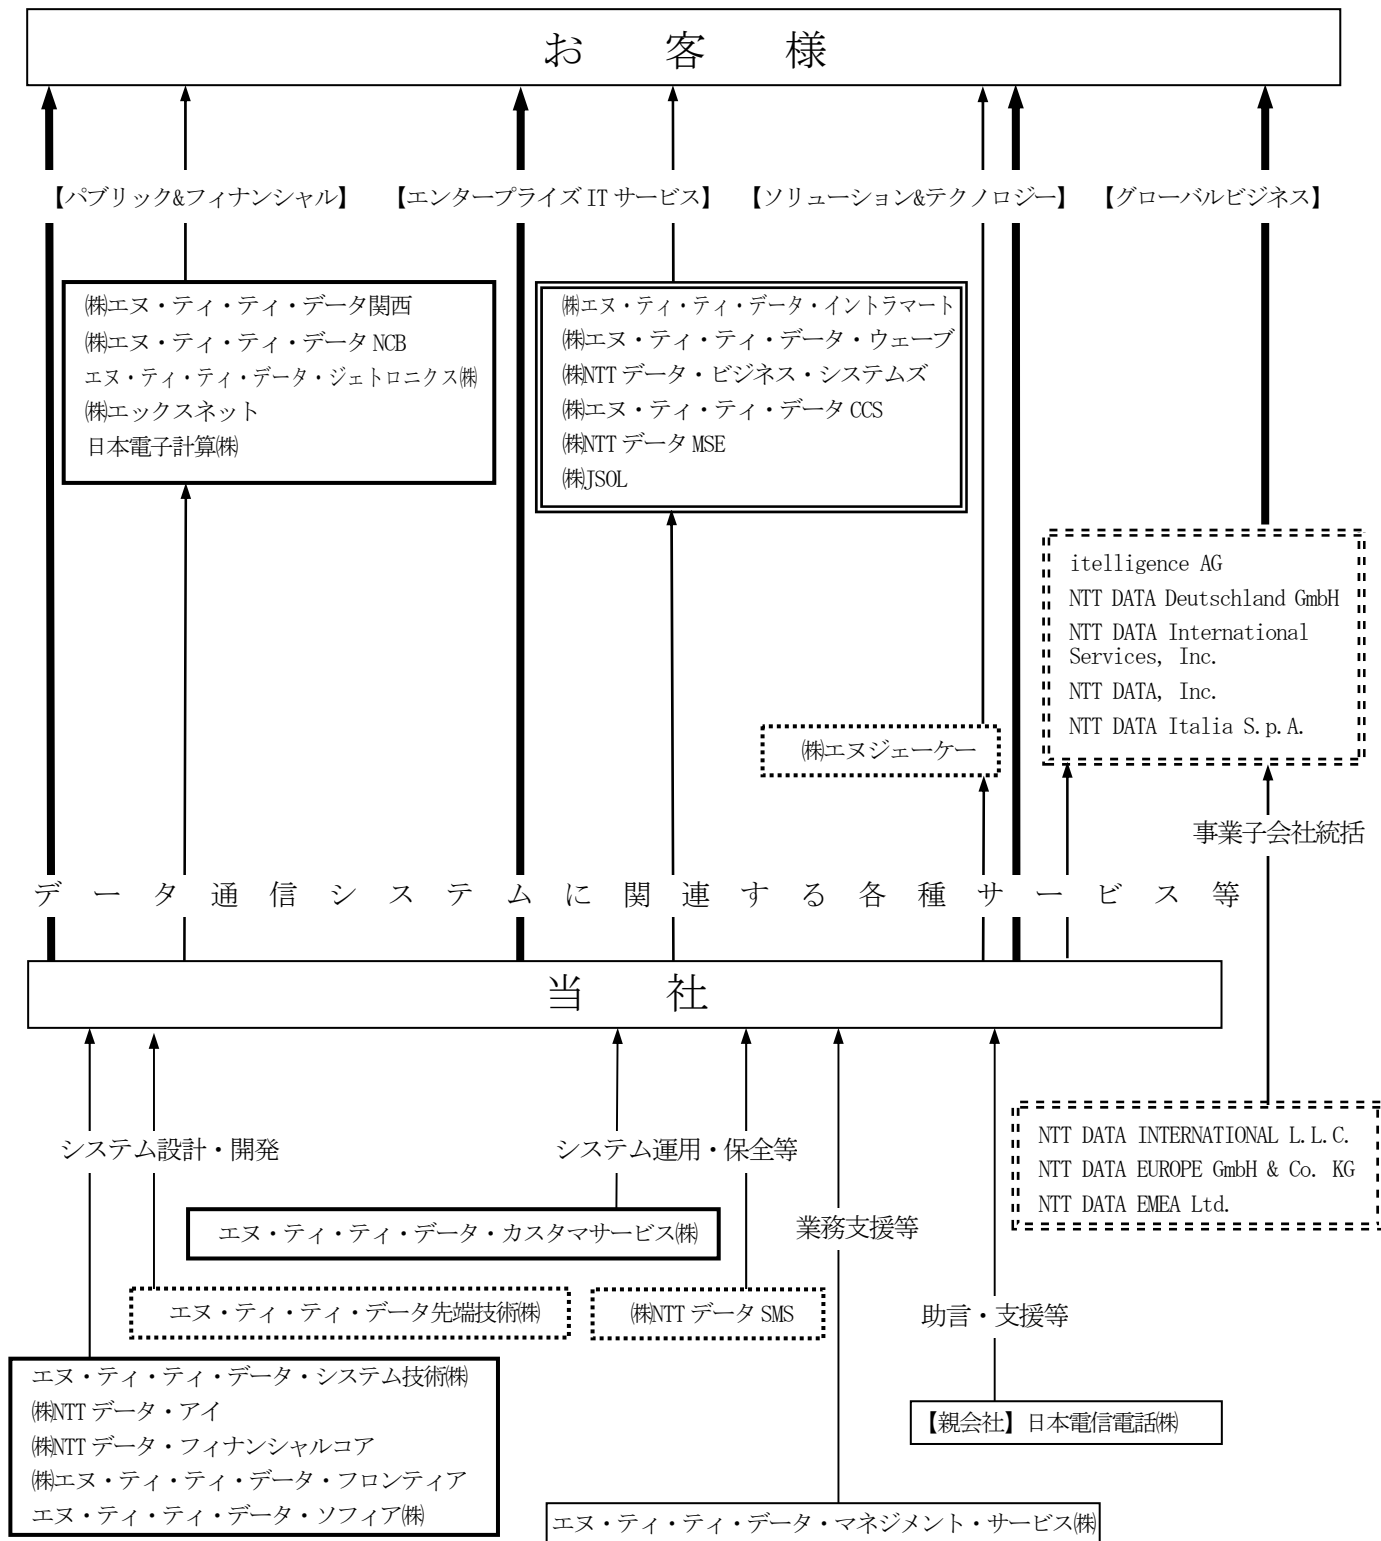 お客様
【パブリック&フィナンシャル】 【エンタープライズ IT サービス】 【ソリューション&テクノロジー】 【グローバルビジネス】
㈱エヌ・ティ・ティ・データ関西
㈱エヌ・ティ・ティ・データ NCB
エヌ・ティ・ティ・データ・ジェトロニクス㈱
㈱エックスネット
日本電子計算㈱
㈱エヌ・ティ・ティ・データ・イントラマート
㈱エヌ・ティ・ティ・データ・ウェーブ
㈱NTT データ・ビジネス・システムズ
㈱エヌ・ティ・ティ・データ CCS
㈱NTT データ MSE
㈱JSOL
itelligence AG
NTT DATA Deutschland GmbH
NTT DATA International
Services, Inc.
NTT DATA, Inc.
NTT DATA Italia S.p.A.
㈱エヌジェーケー
事業子会社統括
データ通信システムに関連する各種サービス等
当社
システム設計・開発
システム運用・保全等
NTT DATA INTERNATIONAL L.L.C.
NTT DATA EUROPE GmbH & Co. KG
NTT DATA EMEA Ltd.
エヌ・ティ・ティ・データ・カスタマサービス㈱
業務支援等
エヌ・ティ・ティ・データ先端技術㈱
㈱NTT データ SMS
助言・支援等
エヌ・ティ・ティ・データ・システム技術㈱
㈱NTT データ・アイ
㈱NTT データ・フィナンシャルコア
㈱エヌ・ティ・ティ・データ・フロンティア
エヌ・ティ・ティ・データ・ソフィア㈱
【親会社】日本電信電話㈱
エヌ・ティ・ティ・データ・マネジメント・サービス㈱